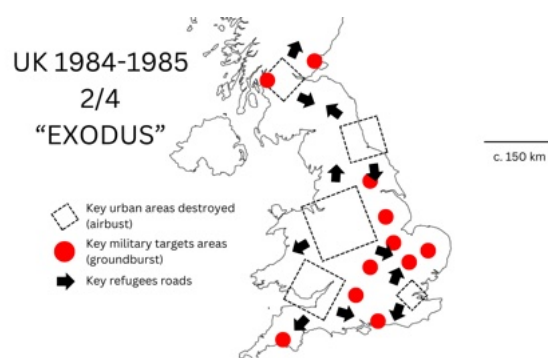 UK 1984-1985
2/4
“EXODUS”
c. 150 km
Key urban areas destroyed
(airbust)
Key military targets areas
(groundburst)
Key refugees roads